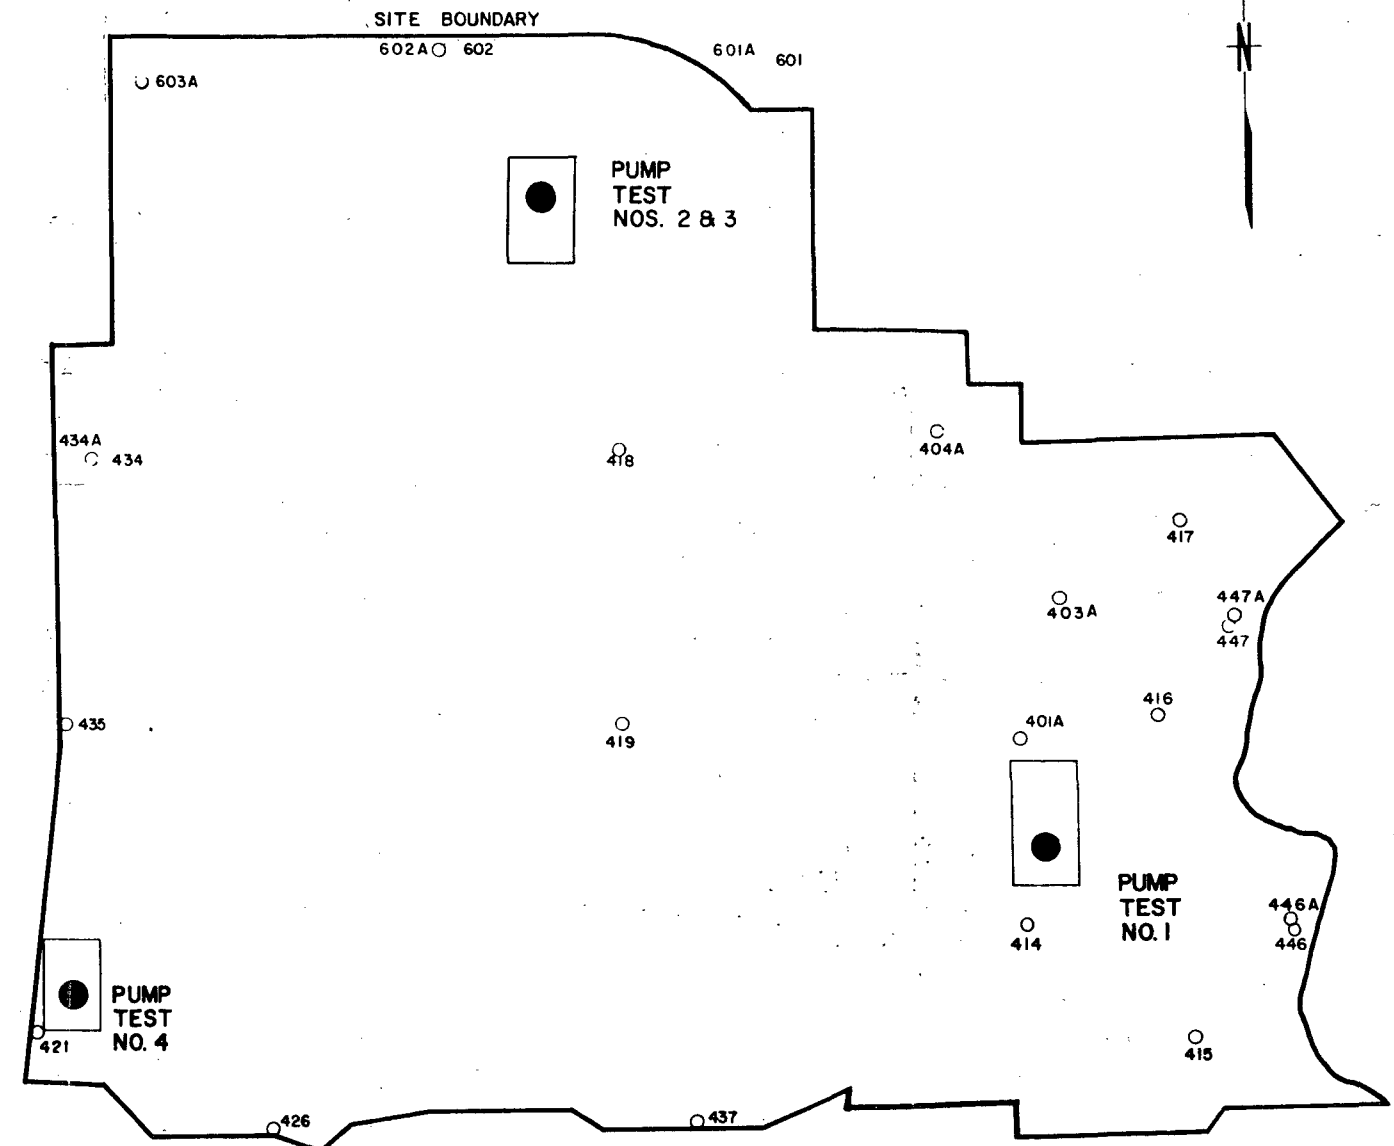 SITE BOUNDARY
602A 602
601A
601
N
603A
PUMP
TEST
NOS. 2 & 3
434A
434
418
404A
417
403A
447A
447
435
419
401A
416
PUMP
TEST
NO. 1
414
446A
446
PUMP
TEST
NO. 4
421
415
426
437